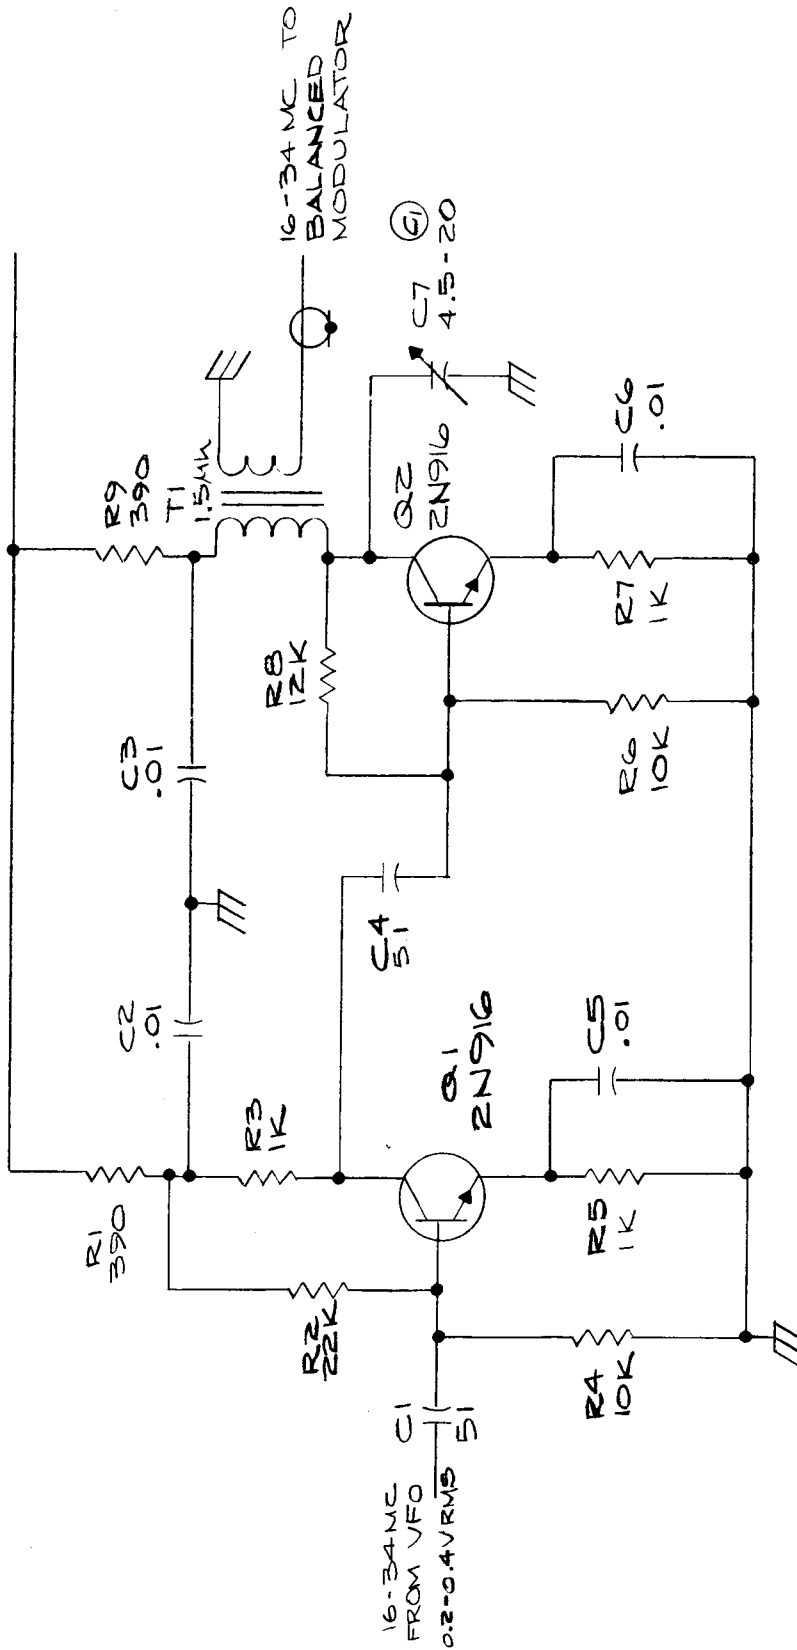 16-34 MC
FROM VFO
0.2-0.4 VRMS
C1
51
R1
390
R2
22K
R3
1K
R4
10K
R5
1K
C5
.01
Q1
2N916
C2
.01
C3
.01
C4
51
R9
390
T1
1.5μh
R8
12K
R6
10K
R7
1K
C6
.01
Q2
2N916
C7
4.5-20
16-34 MC TO
BALANCED
MODULATOR